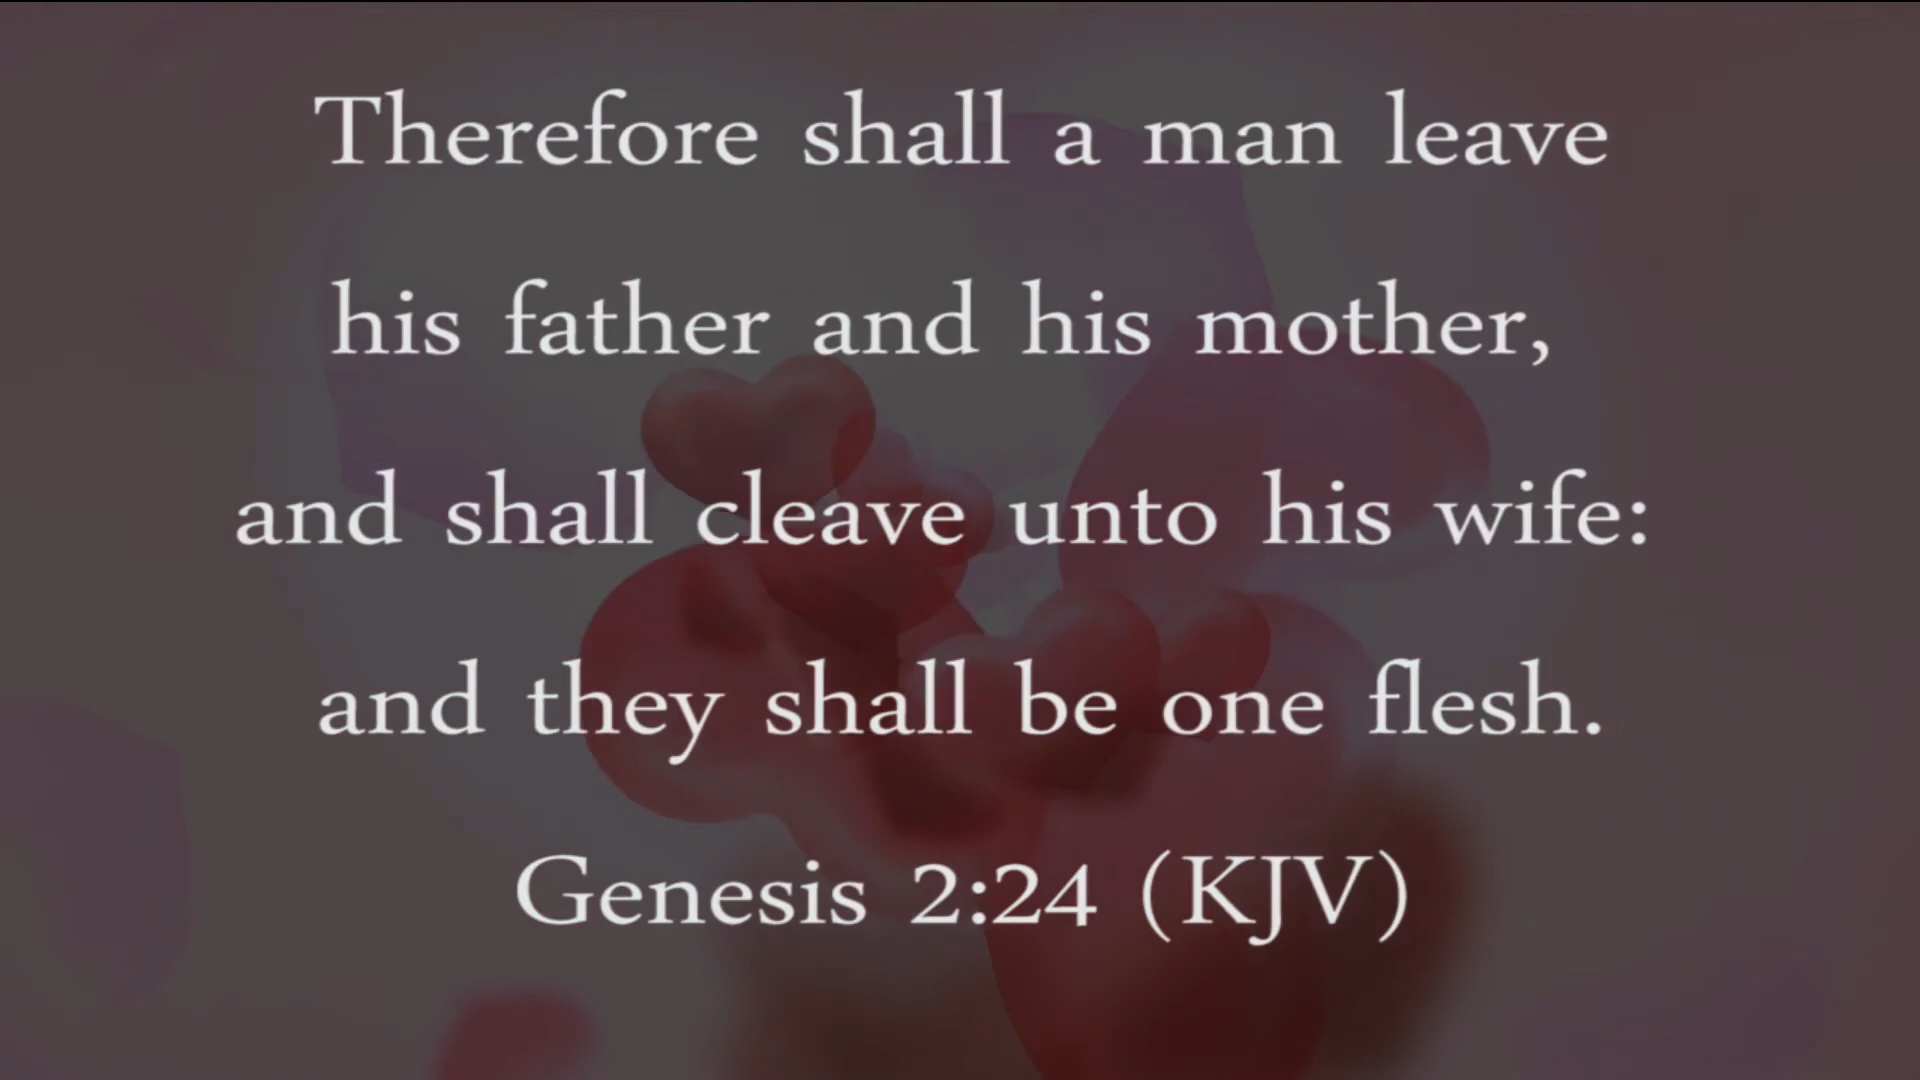 Therefore shall a man leave
his father and his mother,
and shall cleave unto his wife:
and they shall be one flesh.
Genesis 2:24 (KJV)